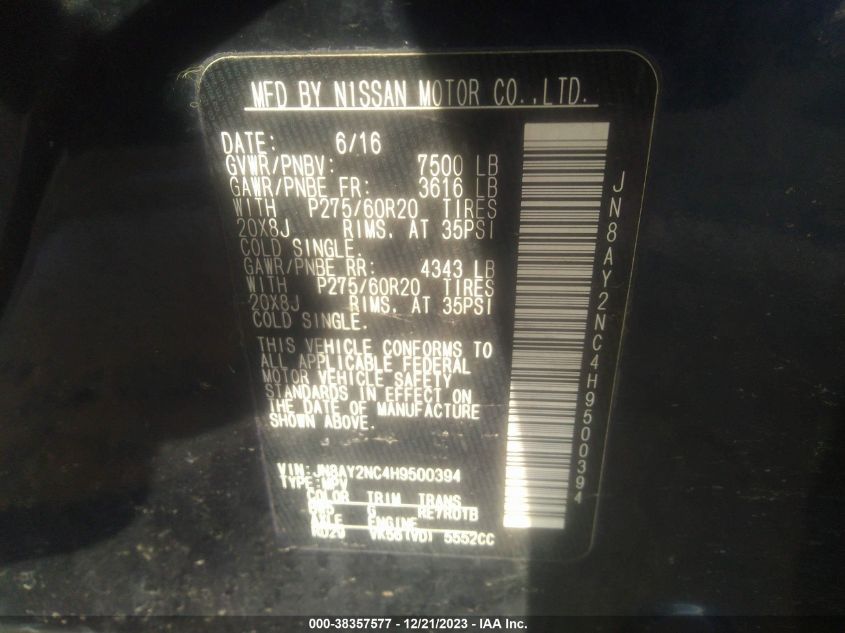 MFD BY NISSAN MOTOR CO.,LTD.
DATE: 6/16
GVWR/PNBV: 7500 LB
GAWR/PNBE FR: 3616 LB
WITH P275/60R20 TIRES
20X8J RIMS. AT 35PSI
COLD SINGLE.
GAWR/PNBE RR: 4343 LB
WITH P275/60R20 TIRES
20X8J RIMS. AT 35PSI
COLD SINGLE.
THIS VEHICLE CONFORMS TO
ALL APPLICABLE FEDERAL
MOTOR VEHICLE SAFETY
STANDARDS IN EFFECT ON
THE DATE OF MANUFACTURE
SHOWN ABOVE.
VIN:JN8AY2NC4H9500394
TYPE:MPV
COLOR TRIM TRANS
G RE7R01B
AXLE ENGINE
5552CC
JN8AY2NC4H9500394
000-38357577 - 12/21/2023 - IAA Inc.